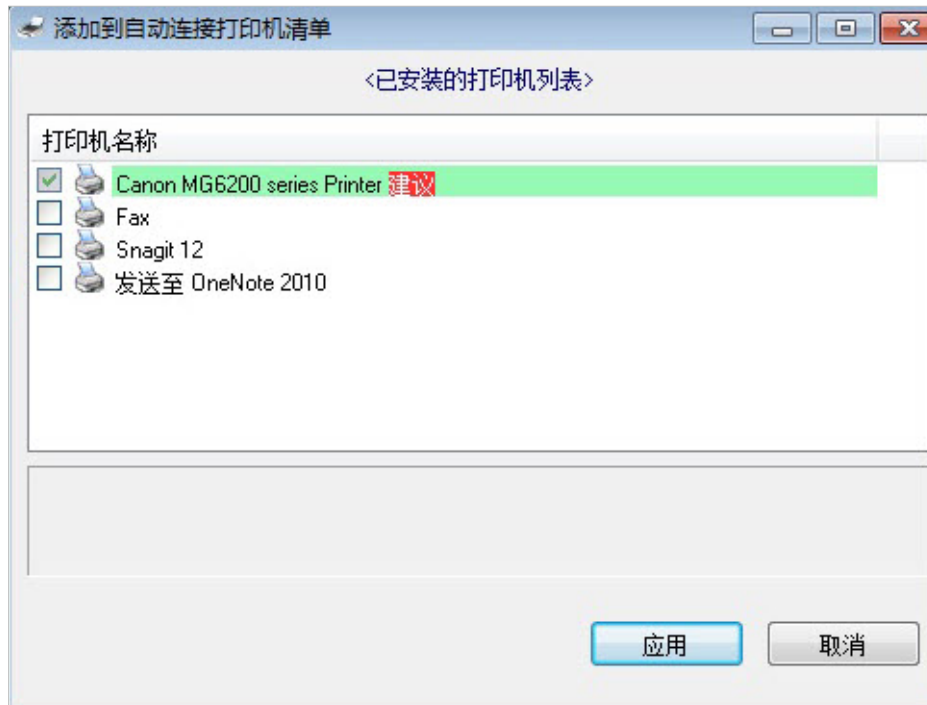 添加到自动连接打印机清单
<已安装的打印机列表>
打印机名称
Canon MG6200 series Printer 建议
Fax
Snagit 12
发送至 OneNote 2010
应用
取消